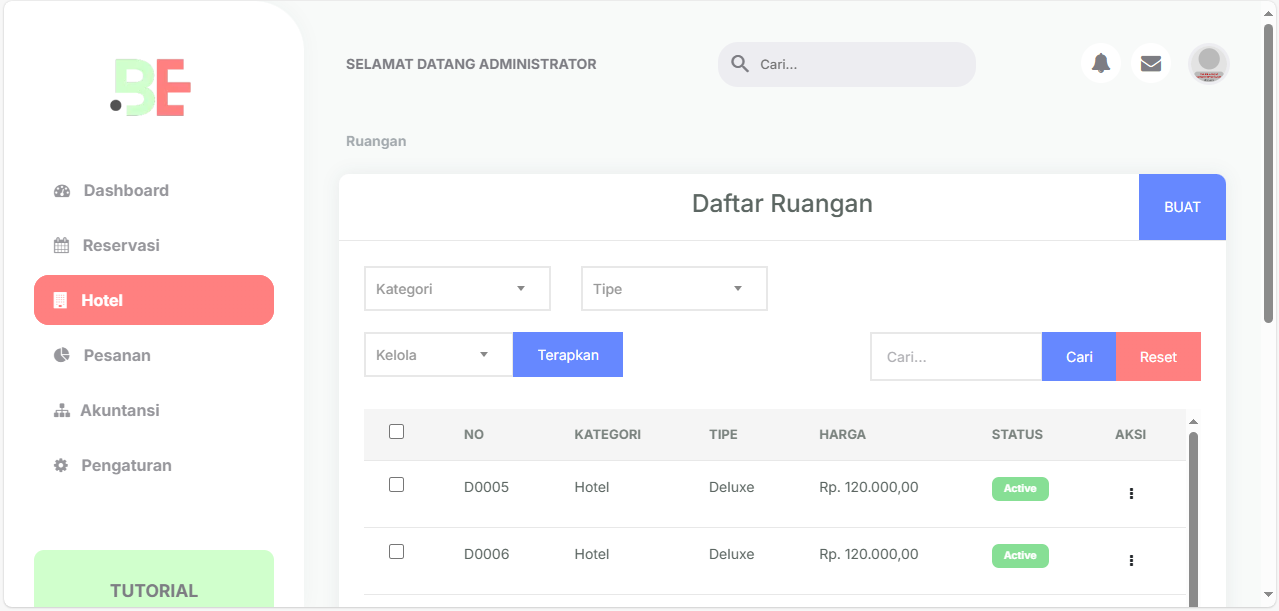 .BE
SELAMAT DATANG ADMINISTRATOR
Cari...
Ruangan
Dashboard
Reservasi
Hotel
Pesanan
Akuntansi
Pengaturan
TUTORIAL
Daftar Ruangan
BUAT
Kategori
Tipe
Kelola
Terapkan
Cari...
Cari
Reset
NO KATEGORI TIPE HARGA STATUS AKSI
D0005 Hotel Deluxe Rp. 120.000,00 Active
D0006 Hotel Deluxe Rp. 120.000,00 Active